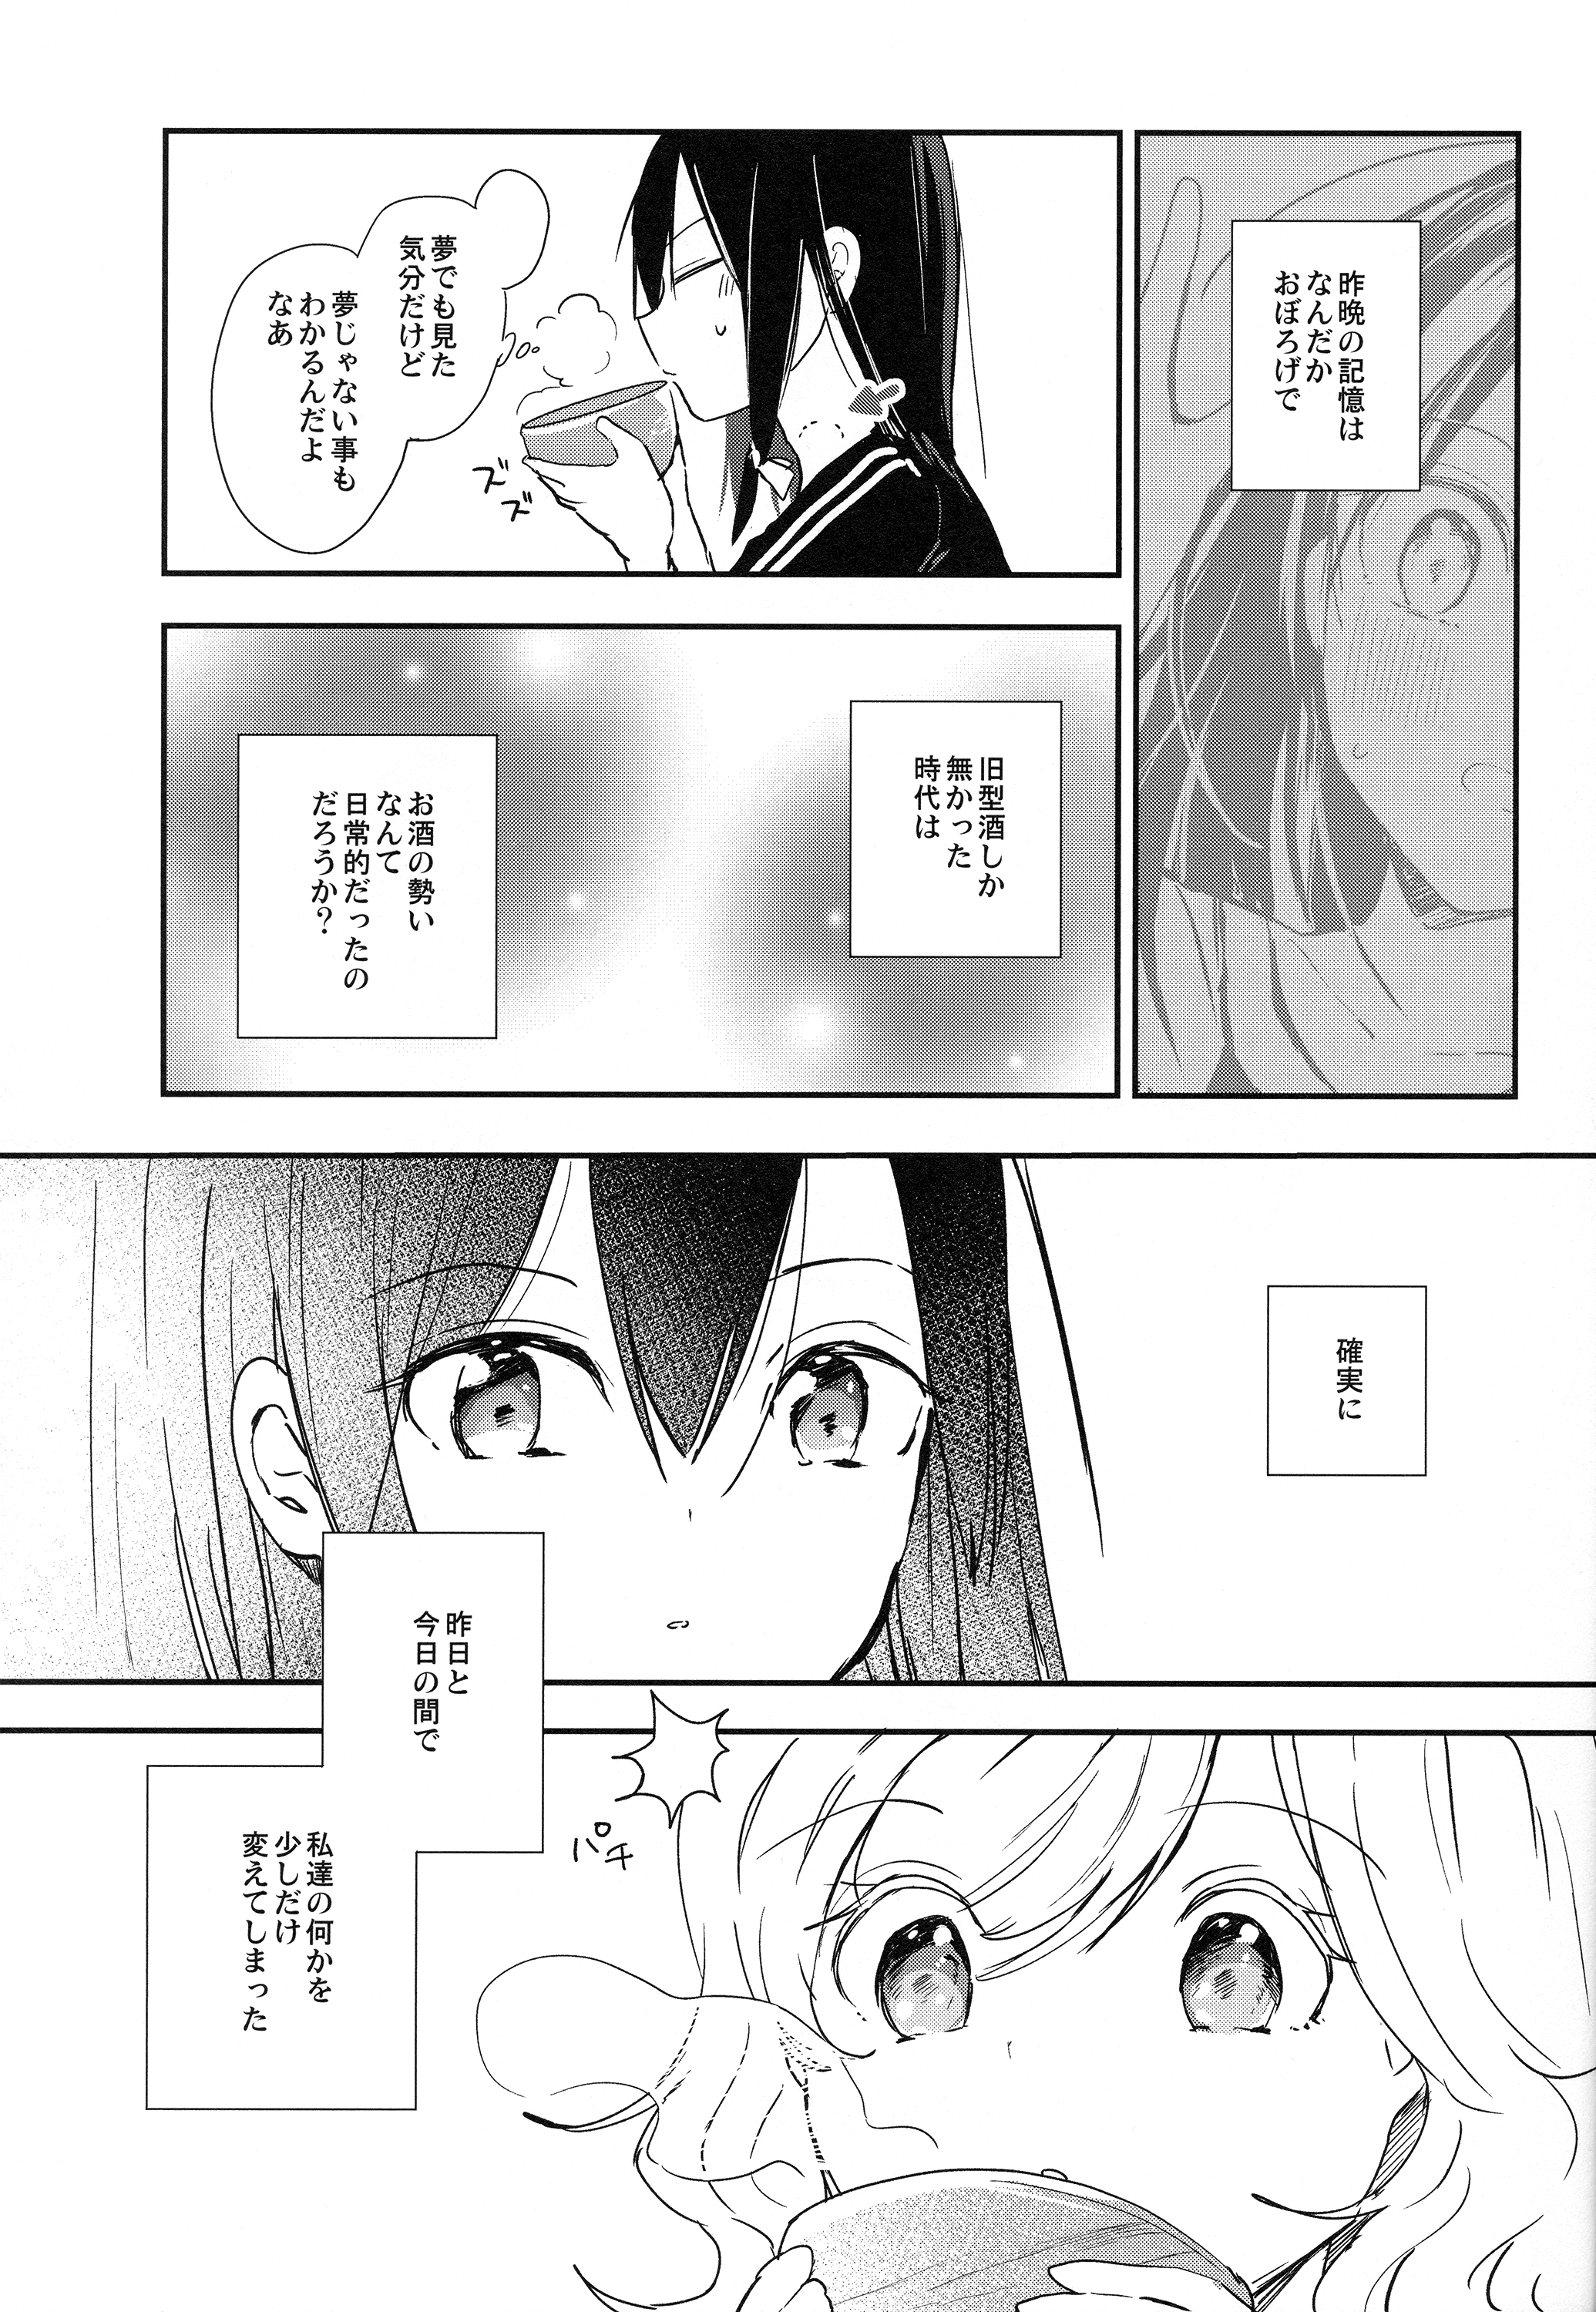 昨晩の記憶は
なんだか
おぼろげで
夢でも見た
気分だけど
夢じゃない事も
わかるんだよ
なあ
ズズ
ズズ
旧型酒しか
無かった
時代は
お酒の勢い
なんて
日常的だったの
だろうか？
確実に
昨日と
今日の間で
パチ
私達の何かを
少しだけ
変えてしまった